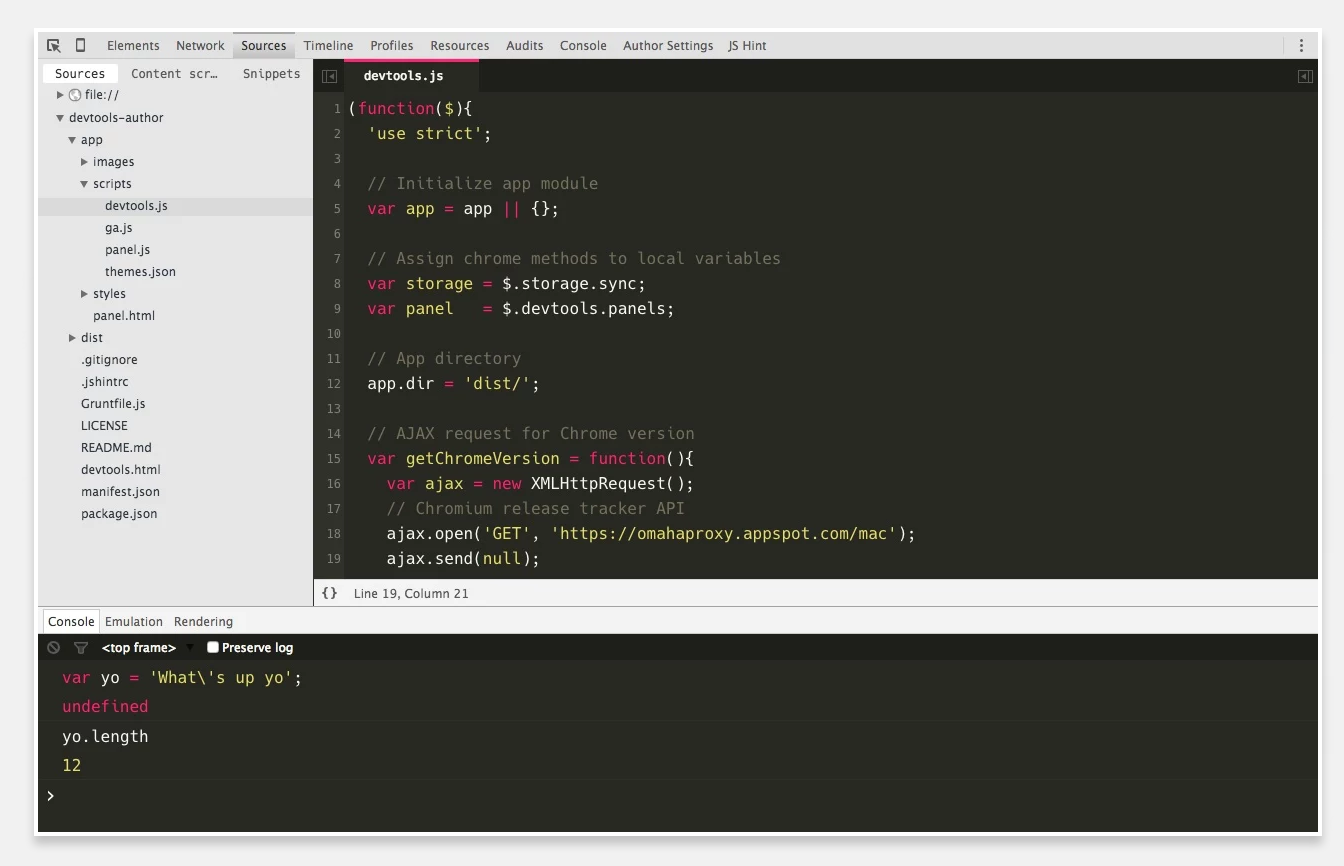 Elements Network Sources Timeline Profiles Resources Audits Console Author Settings JS Hint
Sources Content scr… Snippets
file://
devtools-author
app
images
scripts
devtools.js
ga.js
panel.js
themes.json
styles
panel.html
dist
.gitignore
.jshintrc
Gruntfile.js
LICENSE
README.md
devtools.html
manifest.json
package.json
devtools.js
1 (function($){
2   'use strict';
3
4   // Initialize app module
5   var app = app || {};
6
7   // Assign chrome methods to local variables
8   var storage = $.storage.sync;
9   var panel   = $.devtools.panels;
10
11   // App directory
12   app.dir = 'dist/';
13
14   // AJAX request for Chrome version
15   var getChromeVersion = function(){
16     var ajax = new XMLHttpRequest();
17     // Chromium release tracker API
18     ajax.open('GET', 'https://omahaproxy.appspot.com/mac');
19     ajax.send(null);
{} Line 19, Column 21
Console Emulation Rendering
<top frame> Preserve log
var yo = 'What\'s up yo';
undefined
yo.length
12
>